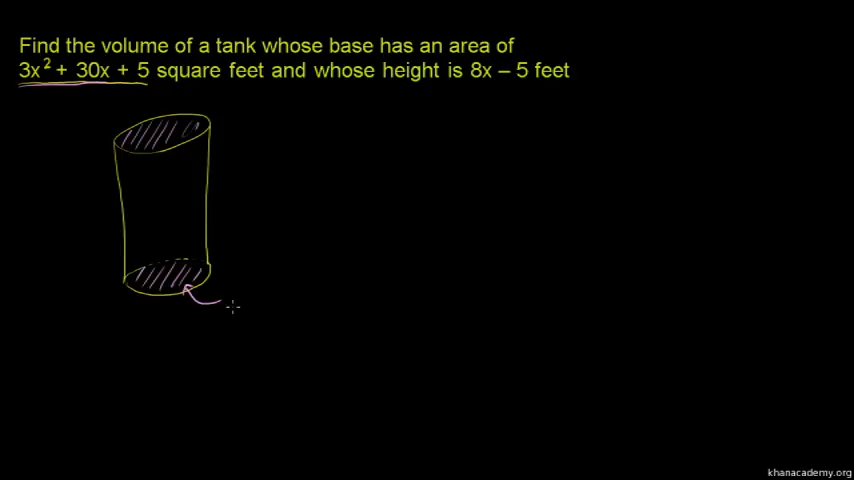 Find the volume of a tank whose base has an area of
3x² + 30x + 5 square feet and whose height is 8x – 5 feet
khanacademy.org